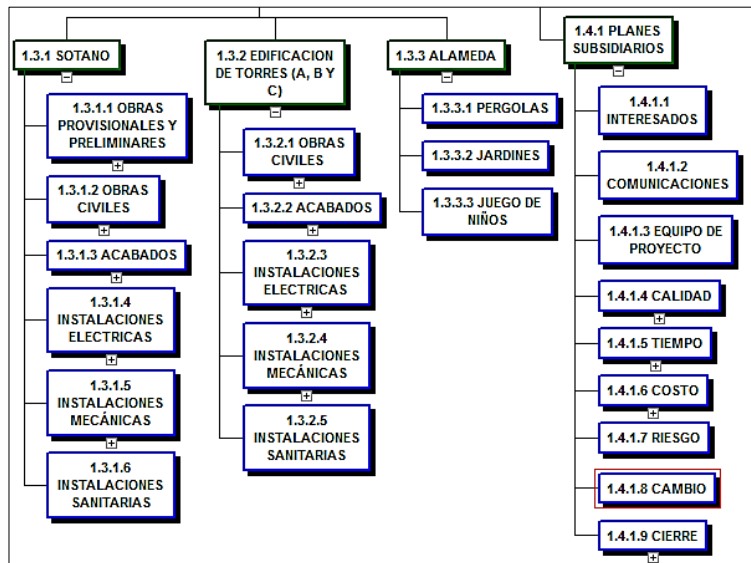 1.3.1 SOTANO
1.3.1.1 OBRAS
PROVISIONALES Y
PRELIMINARES
1.3.1.2 OBRAS
CIVILES
1.3.1.3 ACABADOS
1.3.1.4
INSTALACIONES
ELECTRICAS
1.3.1.5
INSTALACIONES
MECÁNICAS
1.3.1.6
INSTALACIONES
SANITARIAS
1.3.2 EDIFICACION
DE TORRES (A, B Y
C)
1.3.2.1 OBRAS
CIVILES
1.3.2.2 ACABADOS
1.3.2.3
INSTALACIONES
ELECTRICAS
1.3.2.4
INSTALACIONES
MECÁNICAS
1.3.2.5
INSTALACIONES
SANITARIAS
1.3.3 ALAMEDA
1.3.3.1 PERGOLAS
1.3.3.2 JARDINES
1.3.3.3 JUEGO DE
NIÑOS
1.4.1 PLANES
SUBSIDIARIOS
1.4.1.1
INTERESADOS
1.4.1.2
COMUNICACIONES
1.4.1.3 EQUIPO DE
PROYECTO
1.4.1.4 CALIDAD
1.4.1.5 TIEMPO
1.4.1.6 COSTO
1.4.1.7 RIESGO
1.4.1.8 CAMBIO
1.4.1.9 CIERRE